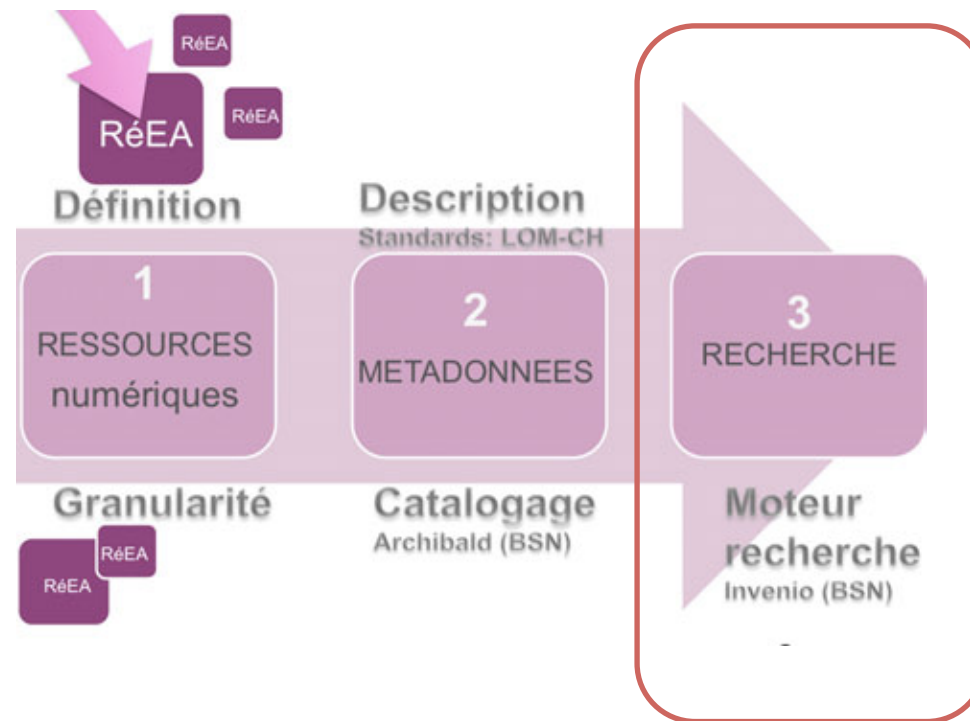 RéEA
RéEA
RéEA
Définition
Description
Standards: LOM-CH
1
RESSOURCES
numériques
2
METADONNEES
3
RECHERCHE
Granularité
RéEA
RéEA
Catalogage
Archibald (BSN)
Moteur
recherche
Invenio (BSN)